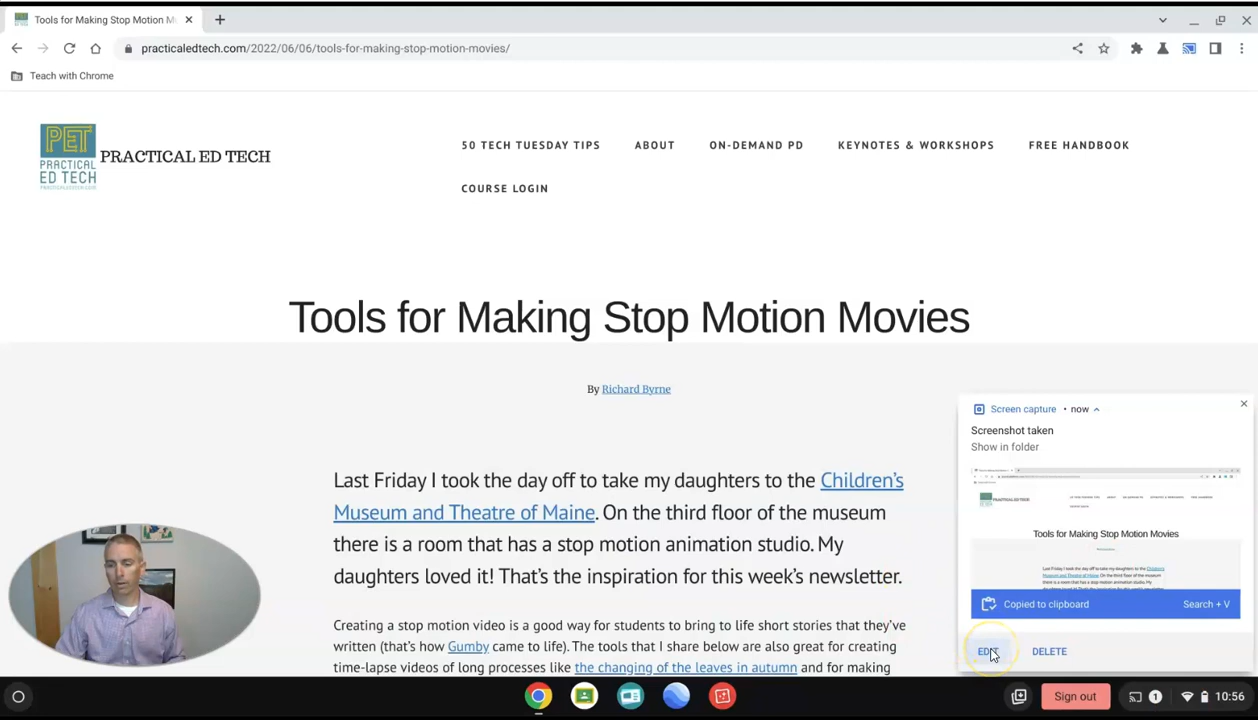 Tools for Making Stop Motion M
practicaledtech.com/2022/06/06/tools-for-making-stop-motion-movies/
Teach with Chrome
PET
PRACTICAL
ED TECH
PRACTICALEDTECH.COM
PRACTICAL ED TECH
50 TECH TUESDAY TIPS ABOUT ON-DEMAND PD KEYNOTES & WORKSHOPS FREE HANDBOOK
COURSE LOGIN
Tools for Making Stop Motion Movies
By Richard Byrne
Last Friday I took the day off to take my daughters to the Children's
Museum and Theatre of Maine. On the third floor of the museum
there is a room that has a stop motion animation studio. My
daughters loved it! That's the inspiration for this week's newsletter.
Creating a stop motion video is a good way for students to bring to life short stories that they've
written (that's how Gumby came to life). The tools that I share below are also great for creating
time-lapse videos of long processes like the changing of the leaves in autumn and for making
Screen capture • now
Screenshot taken
Show in folder
Tools for Making Stop Motion Movies
Copied to clipboard Search + V
EDIT DELETE
Sign out 1 10:56